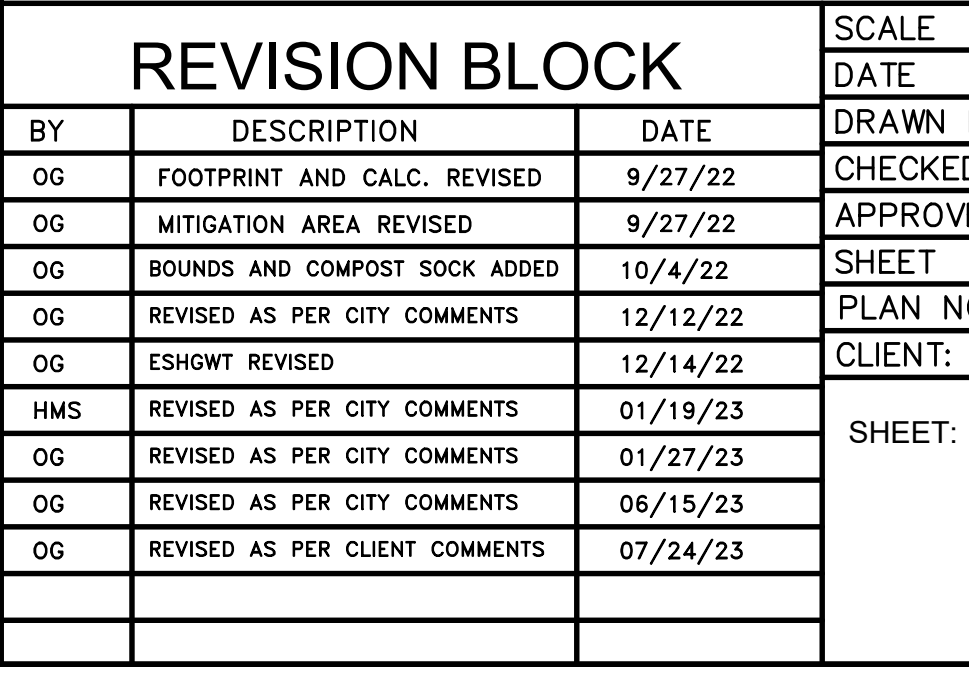 REVISION BLOCK
BY DESCRIPTION DATE
OG FOOTPRINT AND CALC. REVISED 9/27/22
OG MITIGATION AREA REVISED 9/27/22
OG BOUNDS AND COMPOST SOCK ADDED 10/4/22
OG REVISED AS PER CITY COMMENTS 12/12/22
OG ESHGWT REVISED 12/14/22
HMS REVISED AS PER CITY COMMENTS 01/19/23
OG REVISED AS PER CITY COMMENTS 01/27/23
OG REVISED AS PER CITY COMMENTS 06/15/23
OG REVISED AS PER CLIENT COMMENTS 07/24/23
SCALE
DATE
DRAWN
SHEET
PLAN
CLIENT:
SHEET: